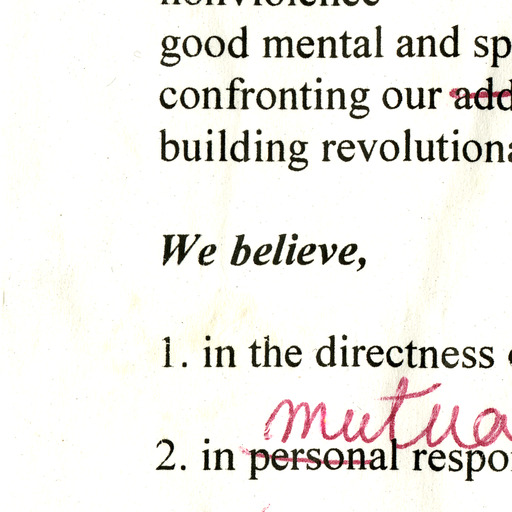 nonviolence
good mental and sp
confronting our add
building revolutiona
We believe,
1. in the directness
mutua
2. in personal respo